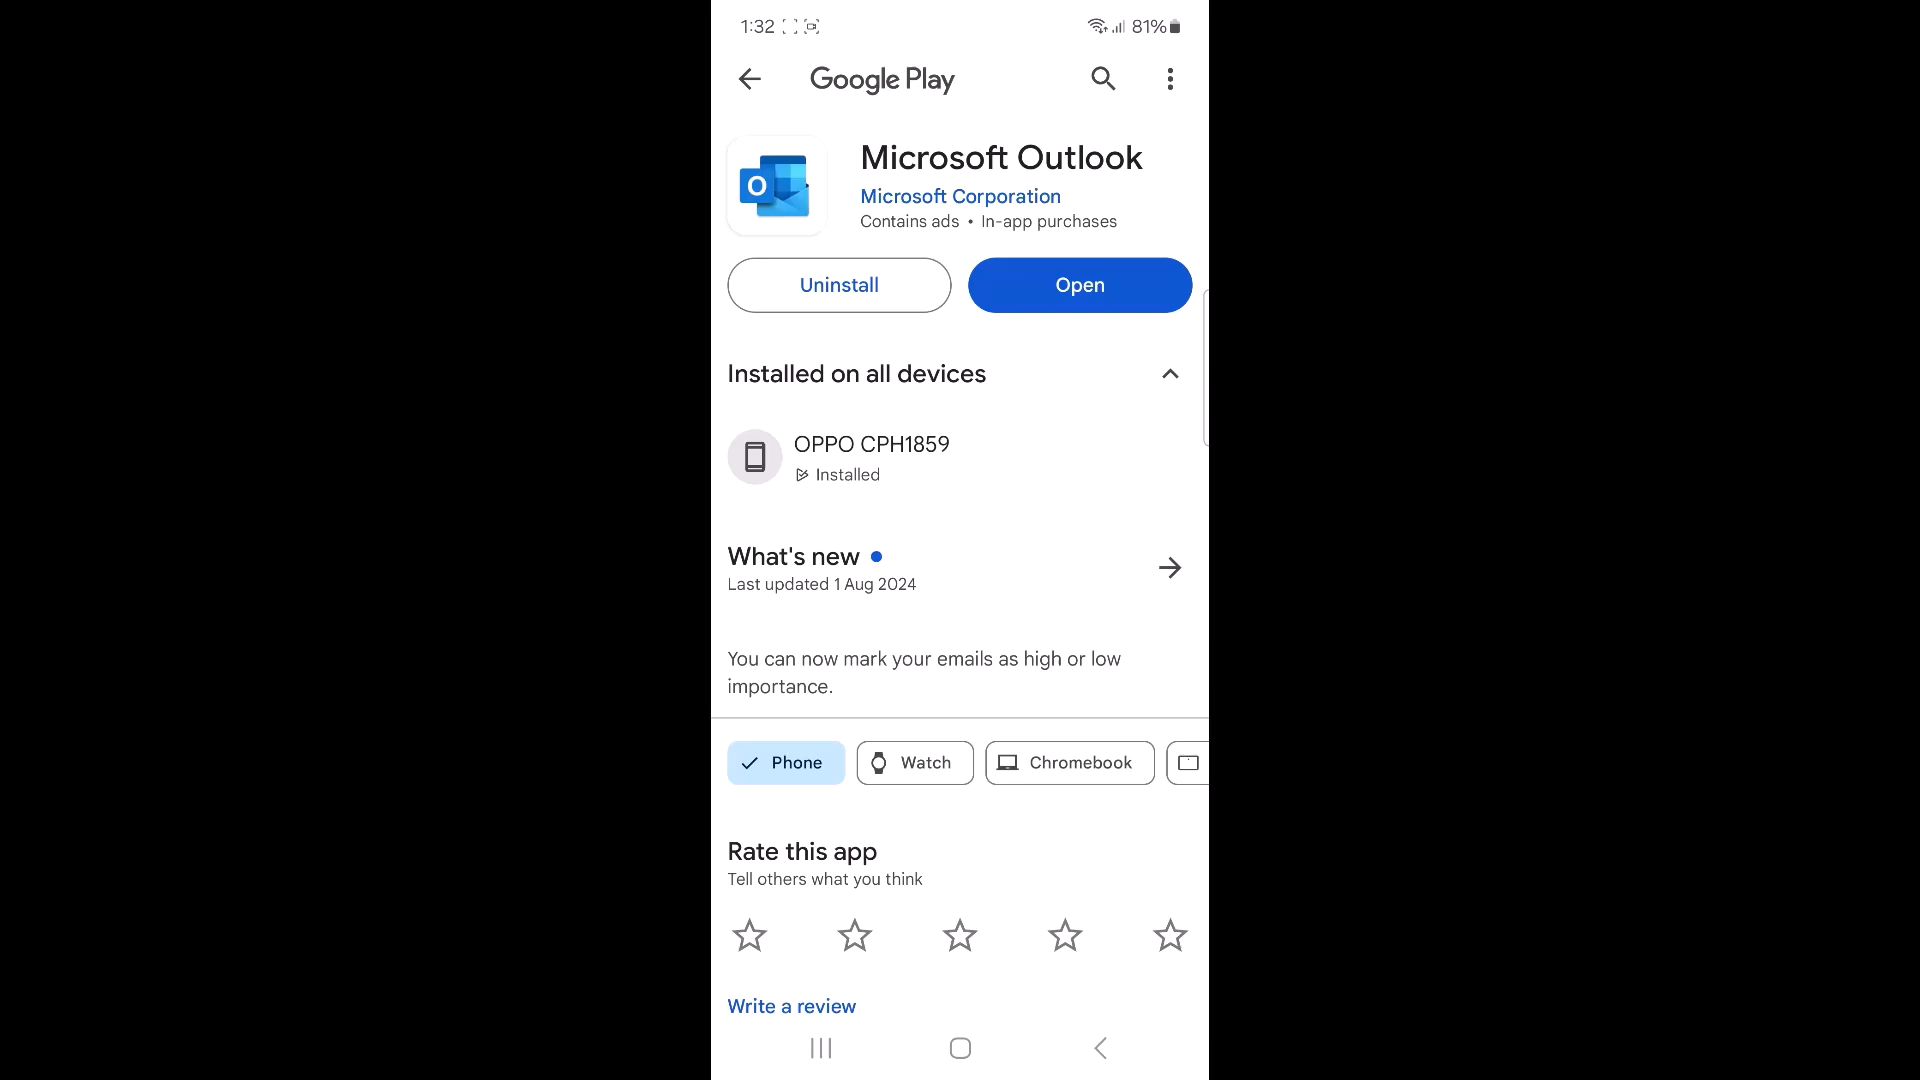 1:32
81%
Google Play
Microsoft Outlook
Microsoft Corporation
Contains ads • In-app purchases
Uninstall
Open
Installed on all devices
OPPO CPH1859
Installed
What's new
Last updated 1 Aug 2024
You can now mark your emails as high or low
importance.
Phone
Watch
Chromebook
Rate this app
Tell others what you think
Write a review